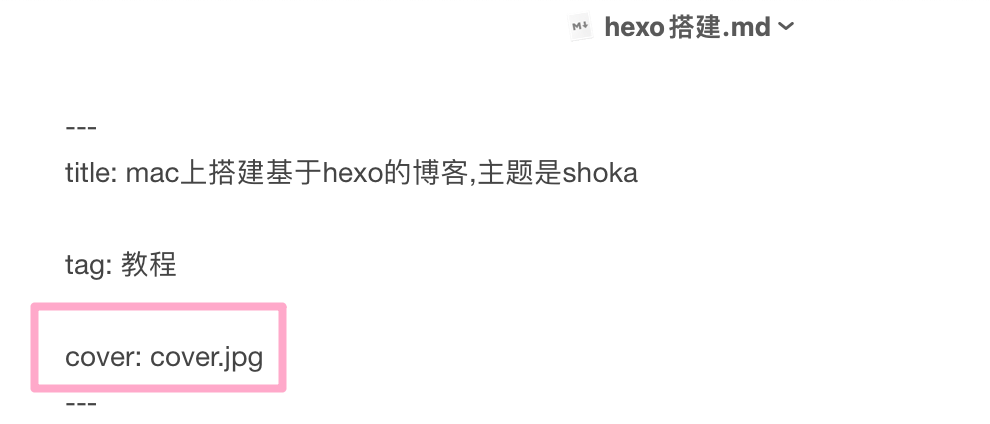 hexo搭建.md
---
title: mac上搭建基于hexo的博客,主题是shoka
tag: 教程
cover: cover.jpg
---